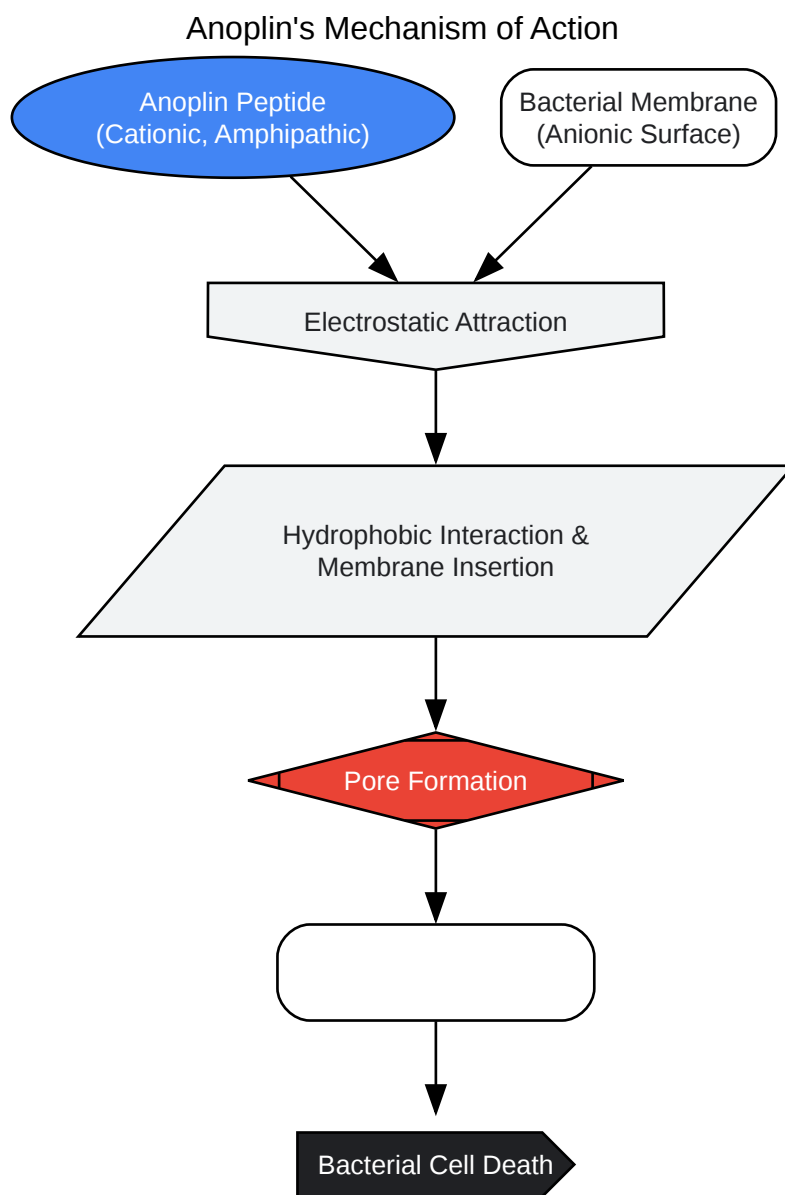 Anoplin's Mechanism of Action
Anoplin Peptide
(Cationic, Amphipathic)
Bacterial Membrane
(Anionic Surface)
Electrostatic Attraction
Hydrophobic Interaction &
Membrane Insertion
Pore Formation
Bacterial Cell Death